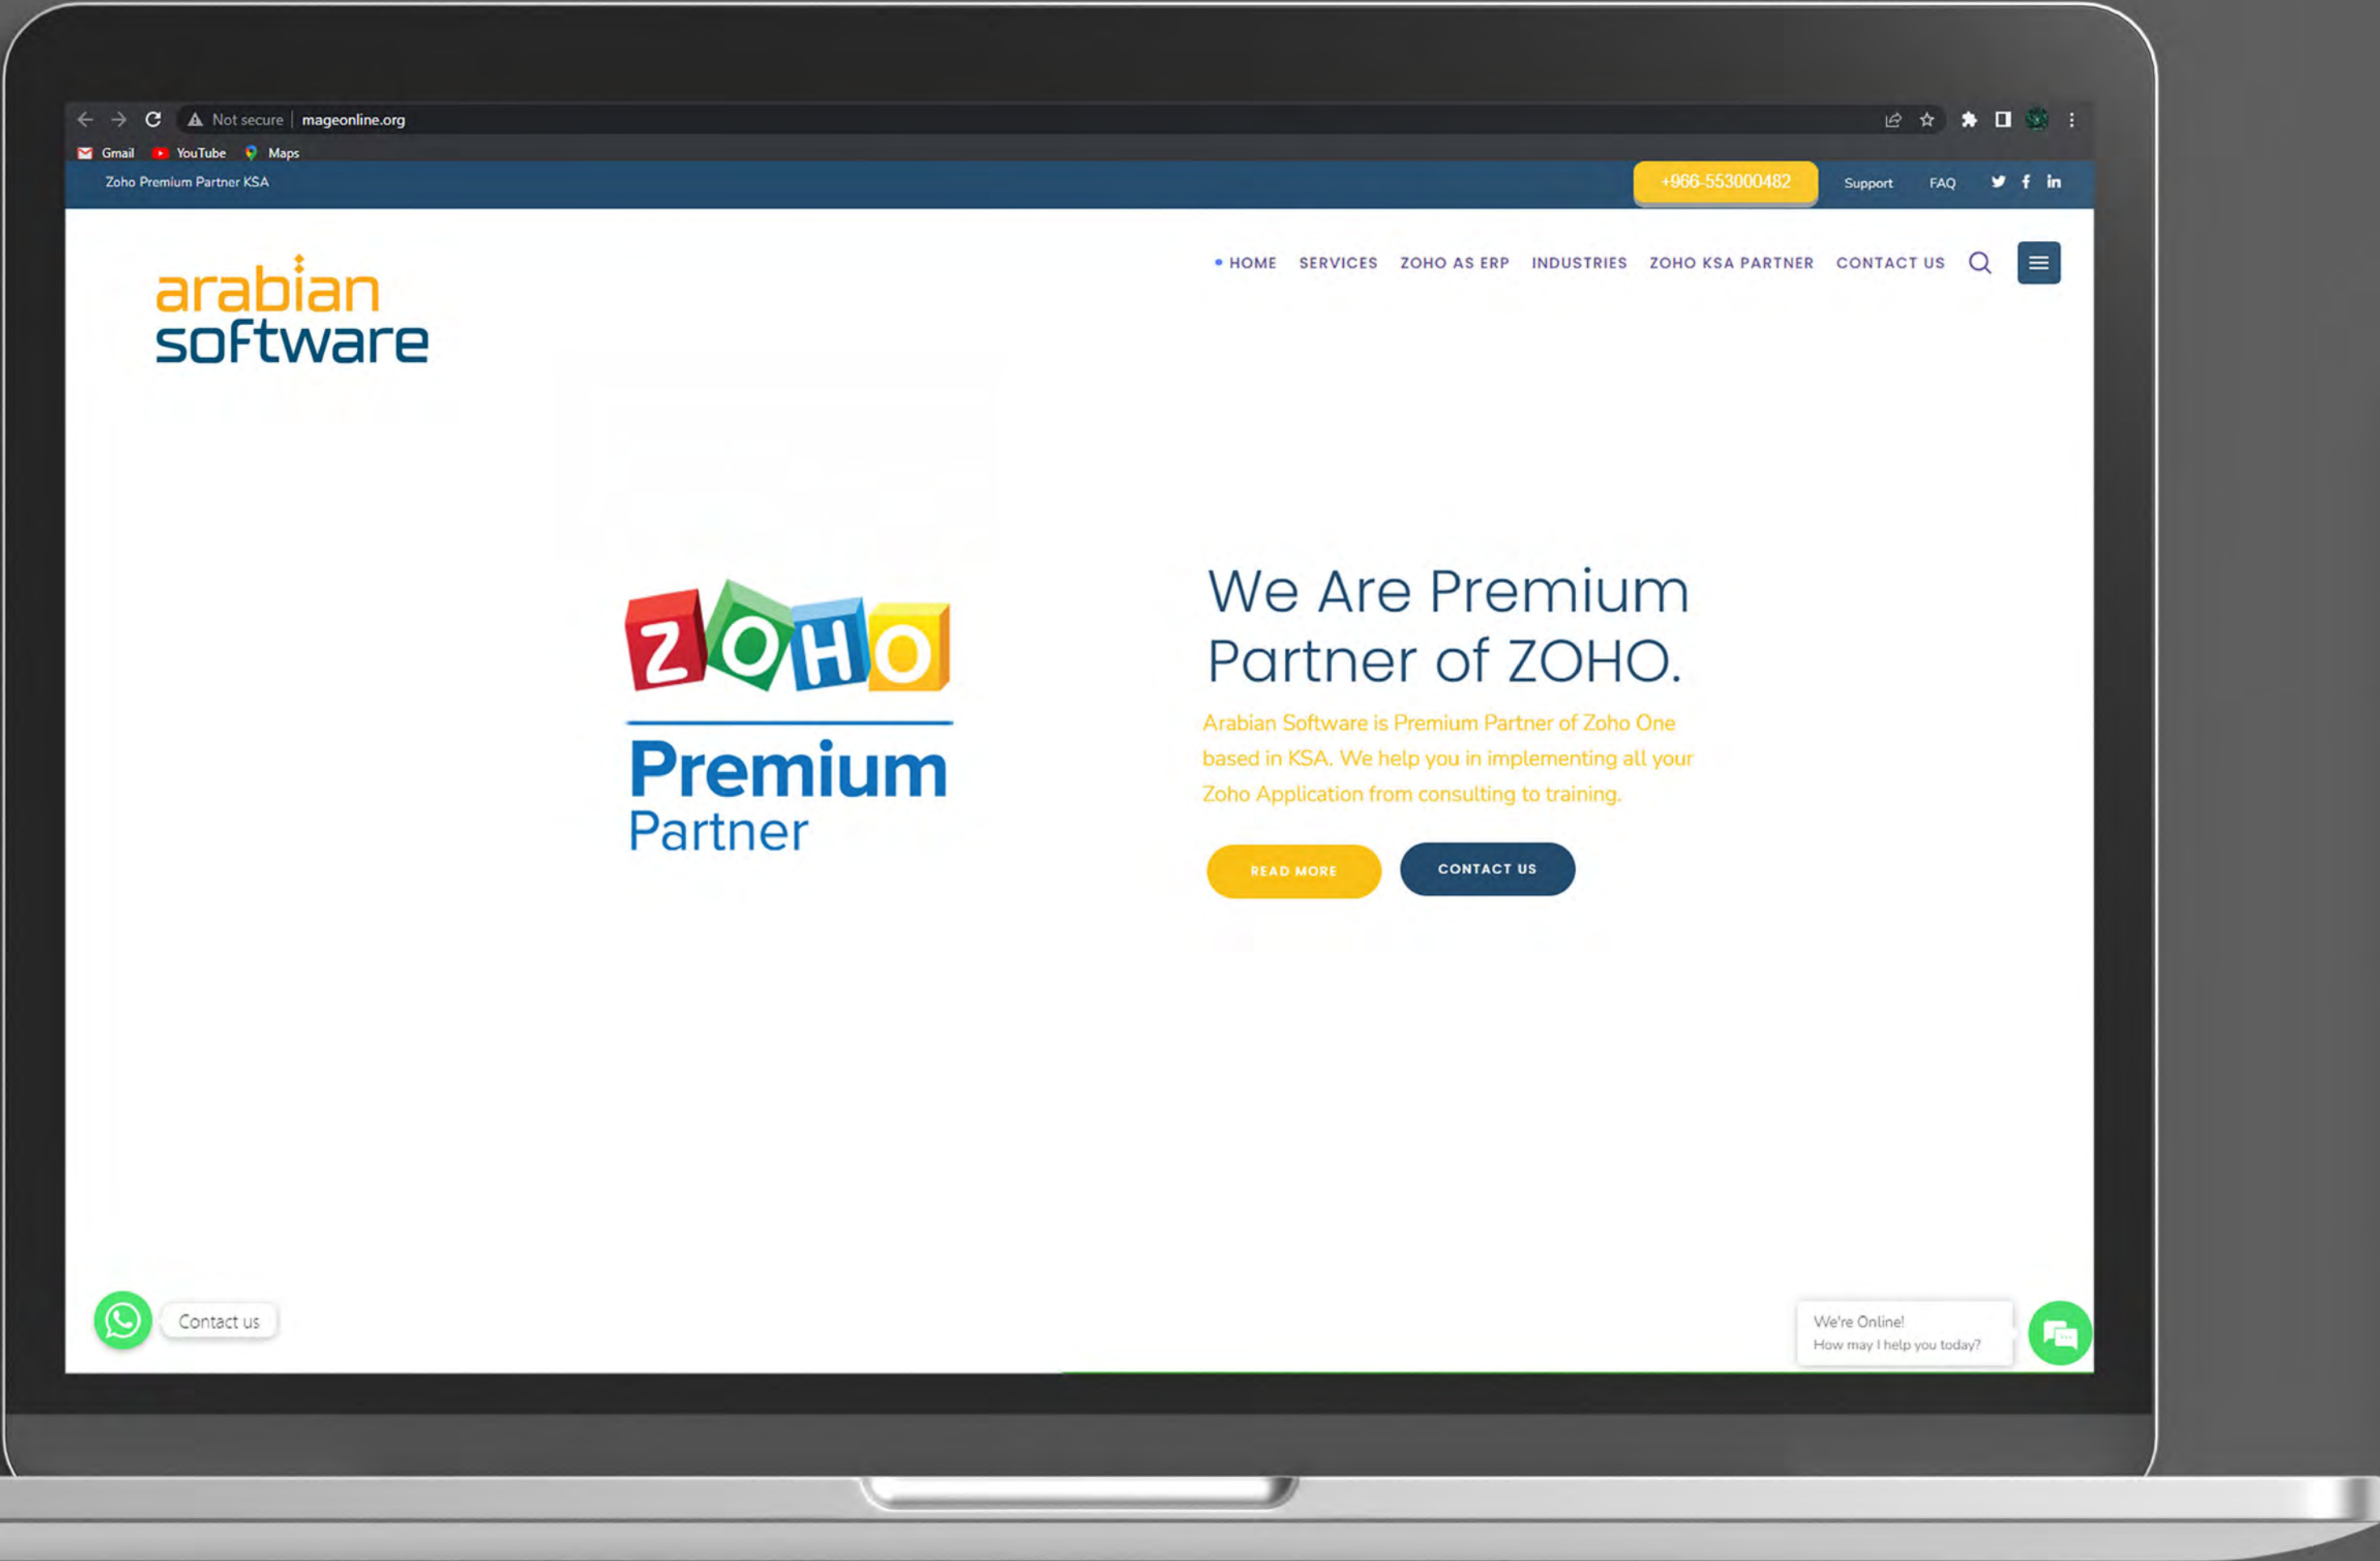 Not secure | mageonline.org
Gmail YouTube Maps
Zoho Premium Partner KSA
+966-553000482 Support FAQ
arabian
software
HOME SERVICES ZOHO AS ERP INDUSTRIES ZOHO KSA PARTNER CONTACT US
ZOHO
Premium
Partner
We Are Premium
Partner of ZOHO.
Arabian Software is Premium Partner of Zoho One
based in KSA. We help you in implementing all your
Zoho Application from consulting to training.
READ MORE CONTACT US
Contact us
We're Online!
How may I help you today?